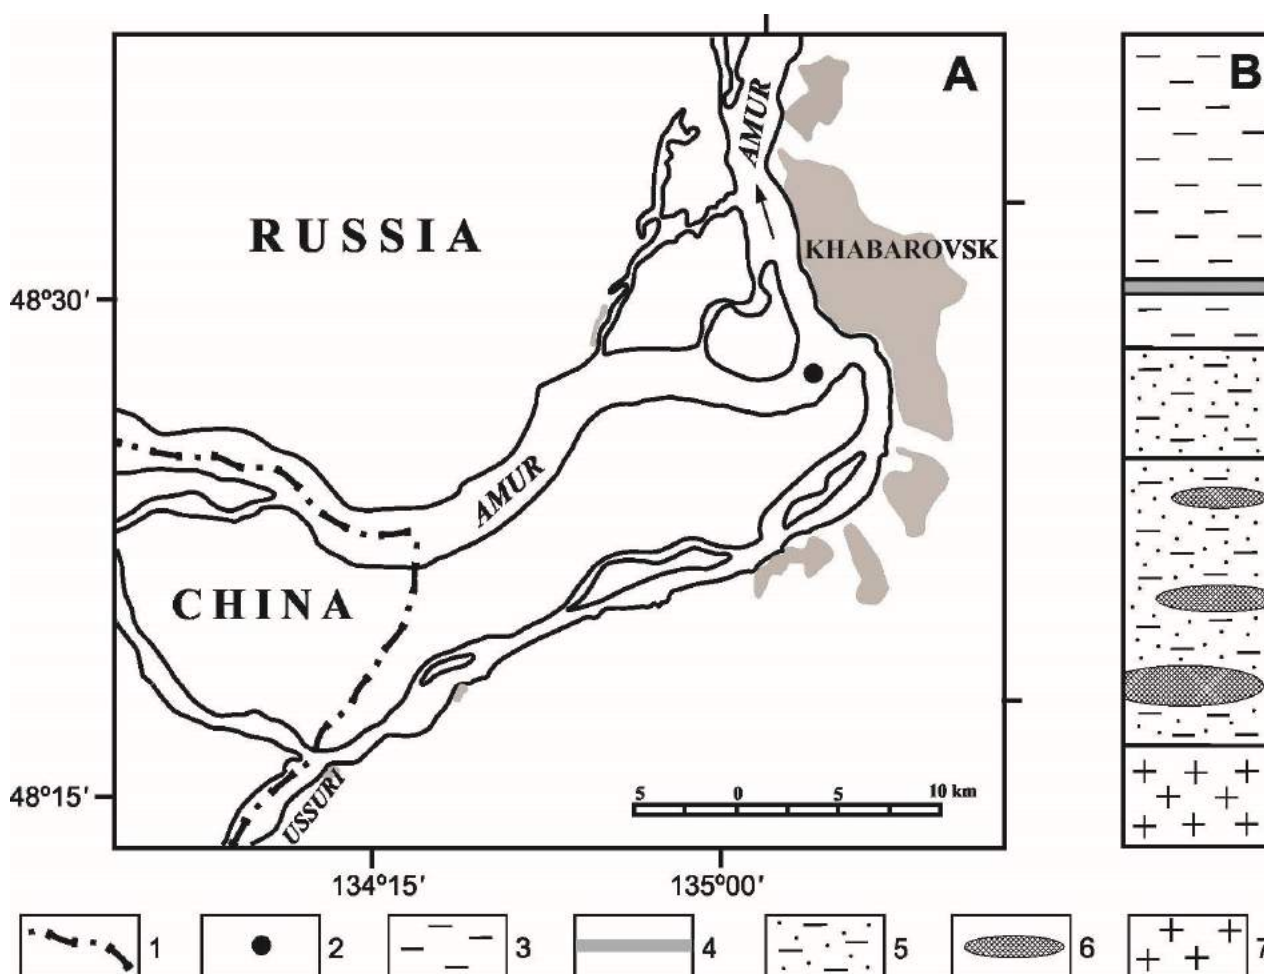 A
B
AMUR
RUSSIA
KHABAROVSK
48°30′
AMUR
CHINA
USSURI
5 0 5 10 km
48°15′
134°15′ 135°00′
1 2 3 4 5 6 7